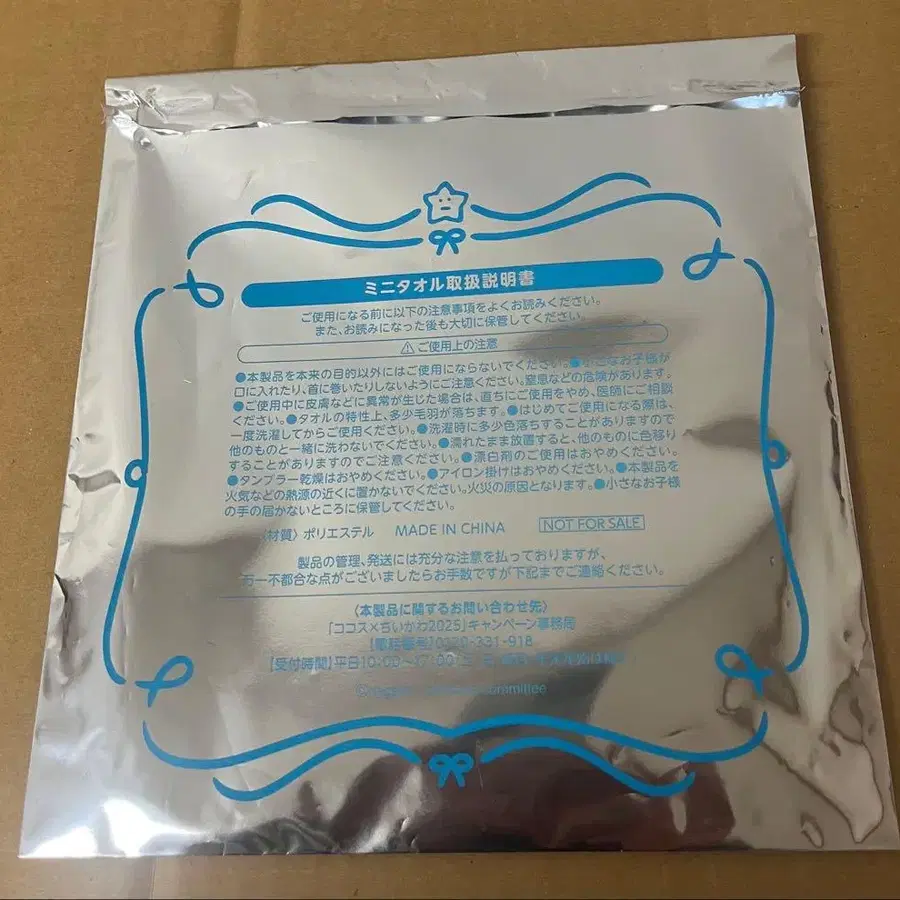 ミニタオル取扱説明書
ご使用になる前に以下の注意事項をよくお読みください。
また、お読みになった後も大切に保管してください。
⚠ご使用上の注意
●本製品を本来の目的以外にはご使用にならないでください。●小さなお子様が
口に入れたり、首に巻いたりしないようにご注意ください。窒息などの危険があります。
●ご使用中に皮膚などに異常が生じた場合は、直ちにご使用をやめ、医師にご相談
ください。●タオルの特性上、多少毛羽が落ちます。●はじめてご使用になる際は、
一度洗濯してからご使用ください。●洗濯時に多少色落ちすることがありますので
他のものと一緒に洗わないでください。●濡れたまま放置すると、他のものに色移り
することがありますのでご注意ください。●漂白剤のご使用はおやめください。
●タンブラー乾燥はおやめください。●アイロン掛けはおやめください。●本製品を
火気などの熱源の近くに置かないでください。火災の原因となります。●小さなお子様
の手の届かないところに保管してください。
〈材質〉ポリエステル MADE IN CHINA NOT FOR SALE
製品の管理、発送には充分な注意を払っておりますが、
万一不都合な点がございましたらお手数ですが下記までご連絡ください。
〈本製品に関するお問い合わせ先〉
「ココス×ちいかわ2025」キャンペーン事務局
【電話番号】0120-331-918
【受付時間】平日10:00〜17:00
committee